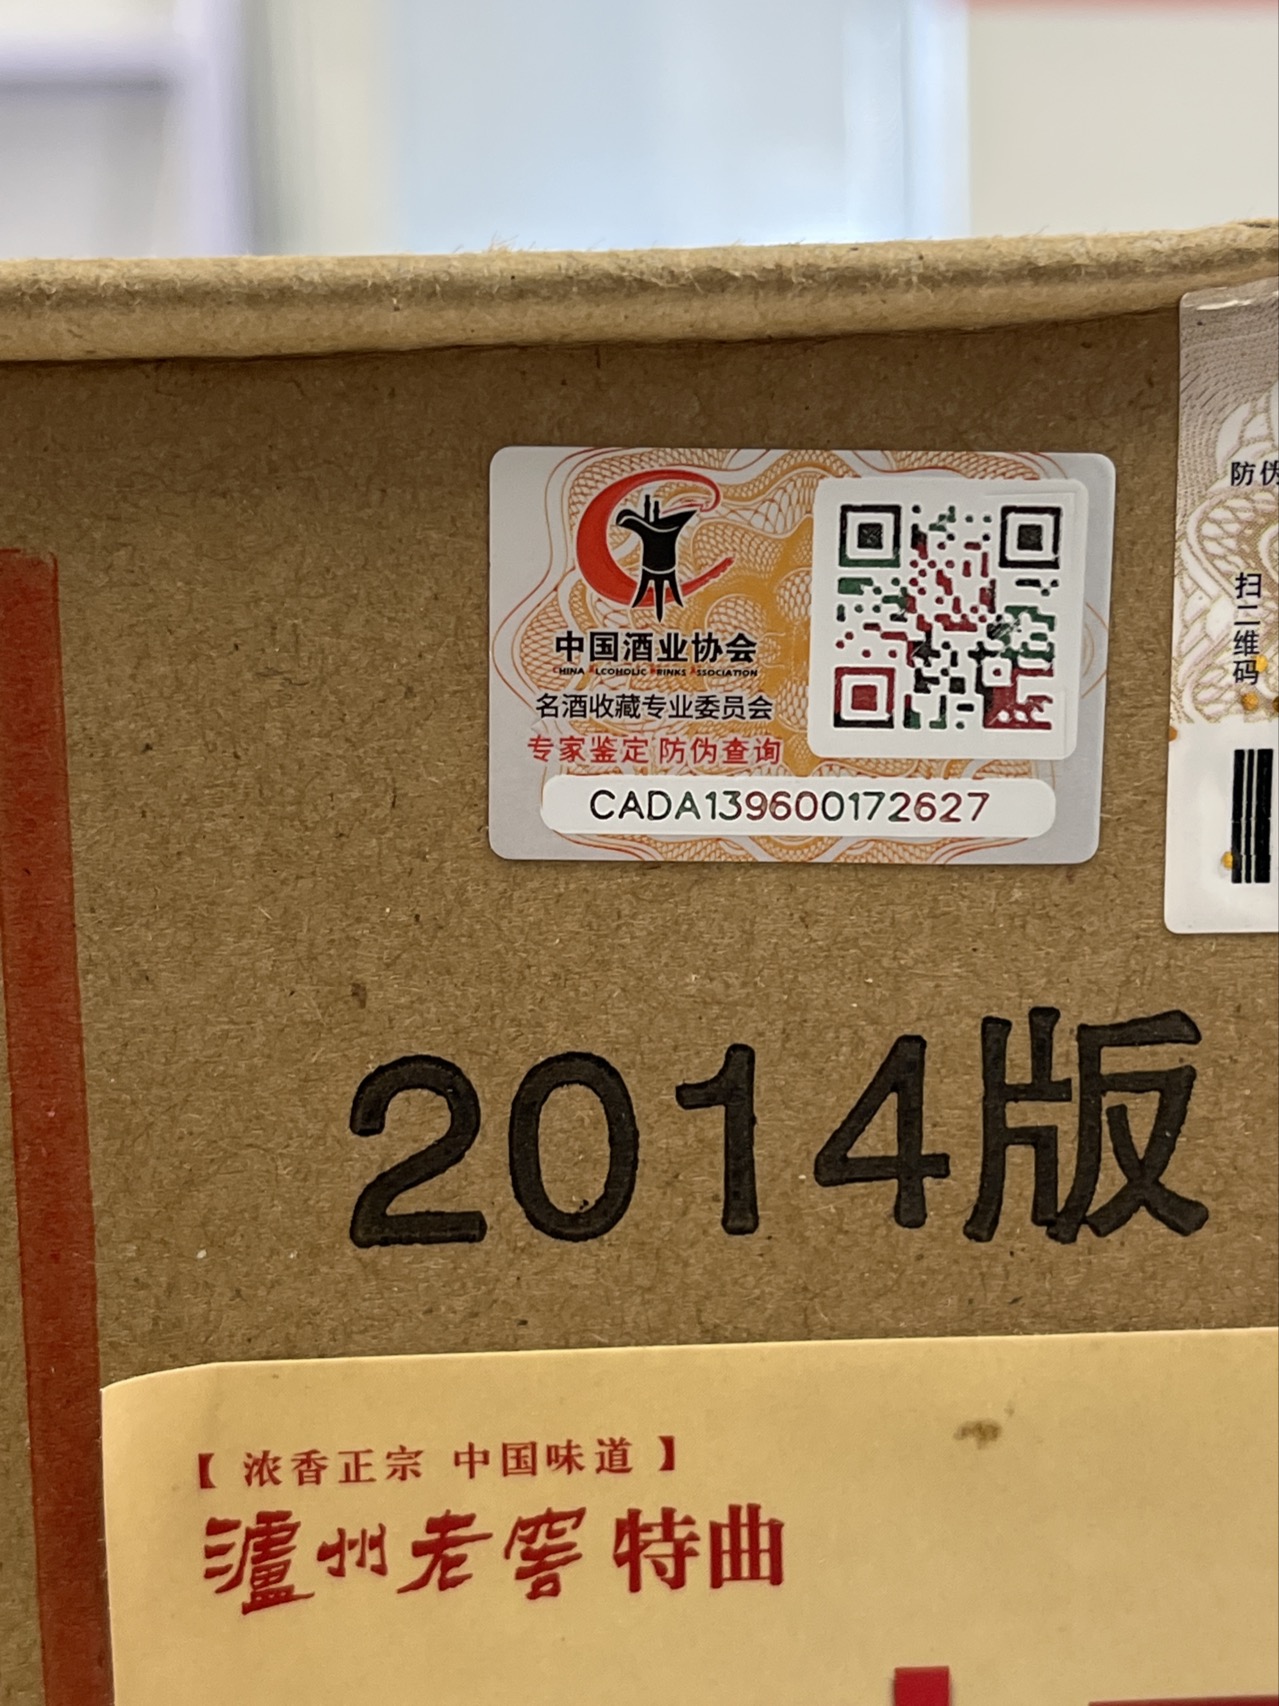 中国酒业协会
CHINA ALCOHOLIC DRINKS ASSOCIATION
名酒收藏专业委员会
专家鉴定 防伪查询
CADA139600172627
防伪
扫二维码
2014版
【 浓香正宗 中国味道 】
泸州老窖 特曲